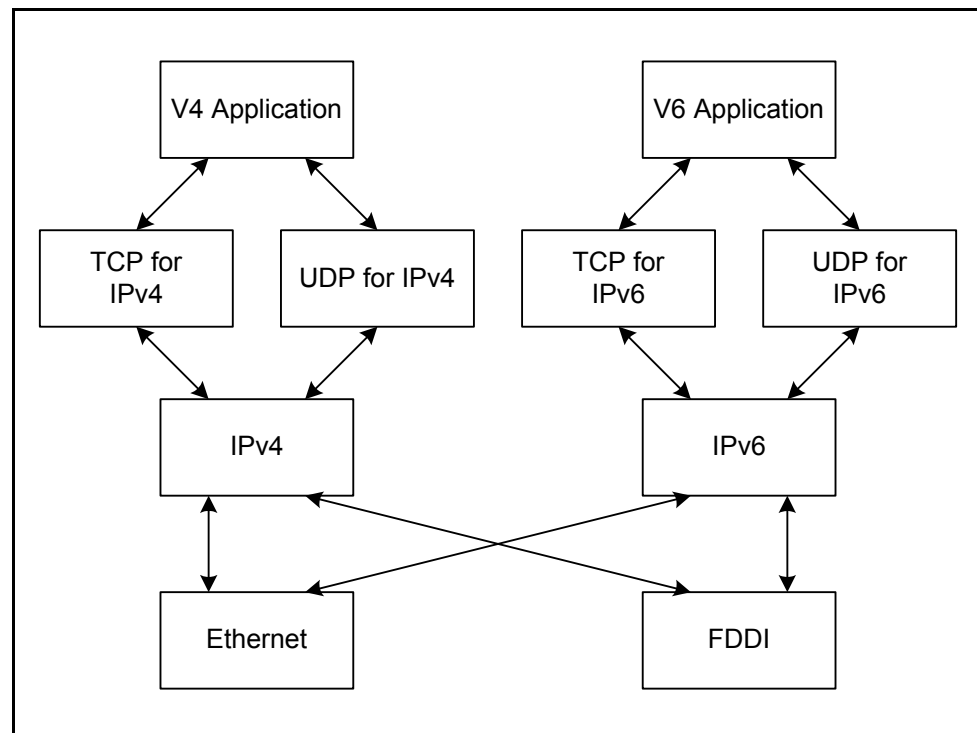 V4 Application
V6 Application
TCP for
IPv4
UDP for IPv4
TCP for
IPv6
UDP for
IPv6
IPv4
IPv6
Ethernet
FDDI